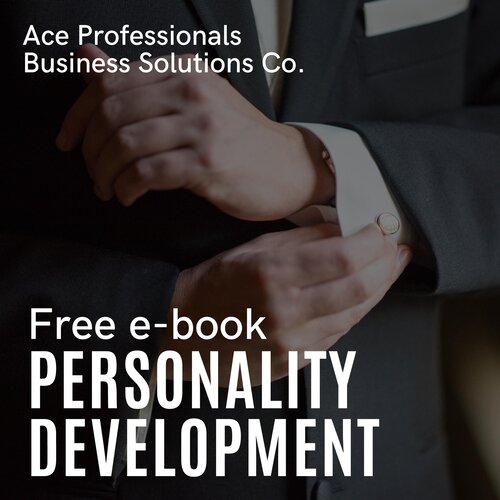 Ace Professionals
Business Solutions Co.
Free e-book
PERSONALITY
DEVELOPMENT